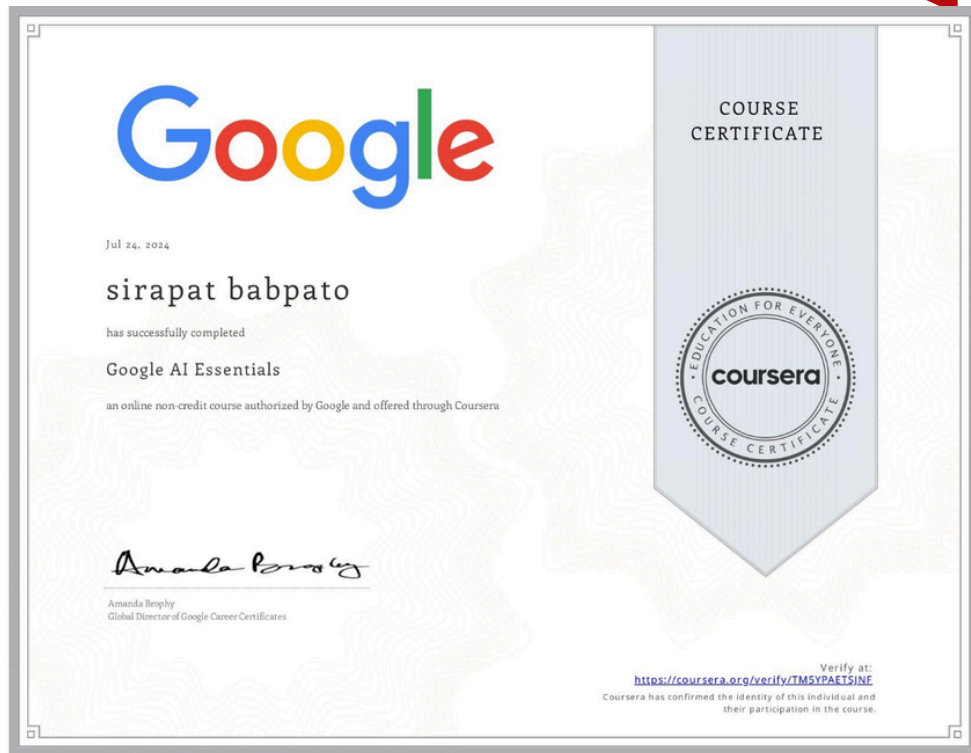 Google
COURSE
CERTIFICATE
Jul 24, 2024
sirapat babpato
has successfully completed
Google AI Essentials
an online non-credit course authorized by Google and offered through Coursera
EDUCATION FOR EVERYONE
coursera
COURSE CERTIFICATE
Amanda Brophy
Amanda Brophy
Global Director of Google Career Certificates
Verify at:
https://coursera.org/verify/TM5YPAETSJNF
Coursera has confirmed the identity of this individual and
their participation in the course.